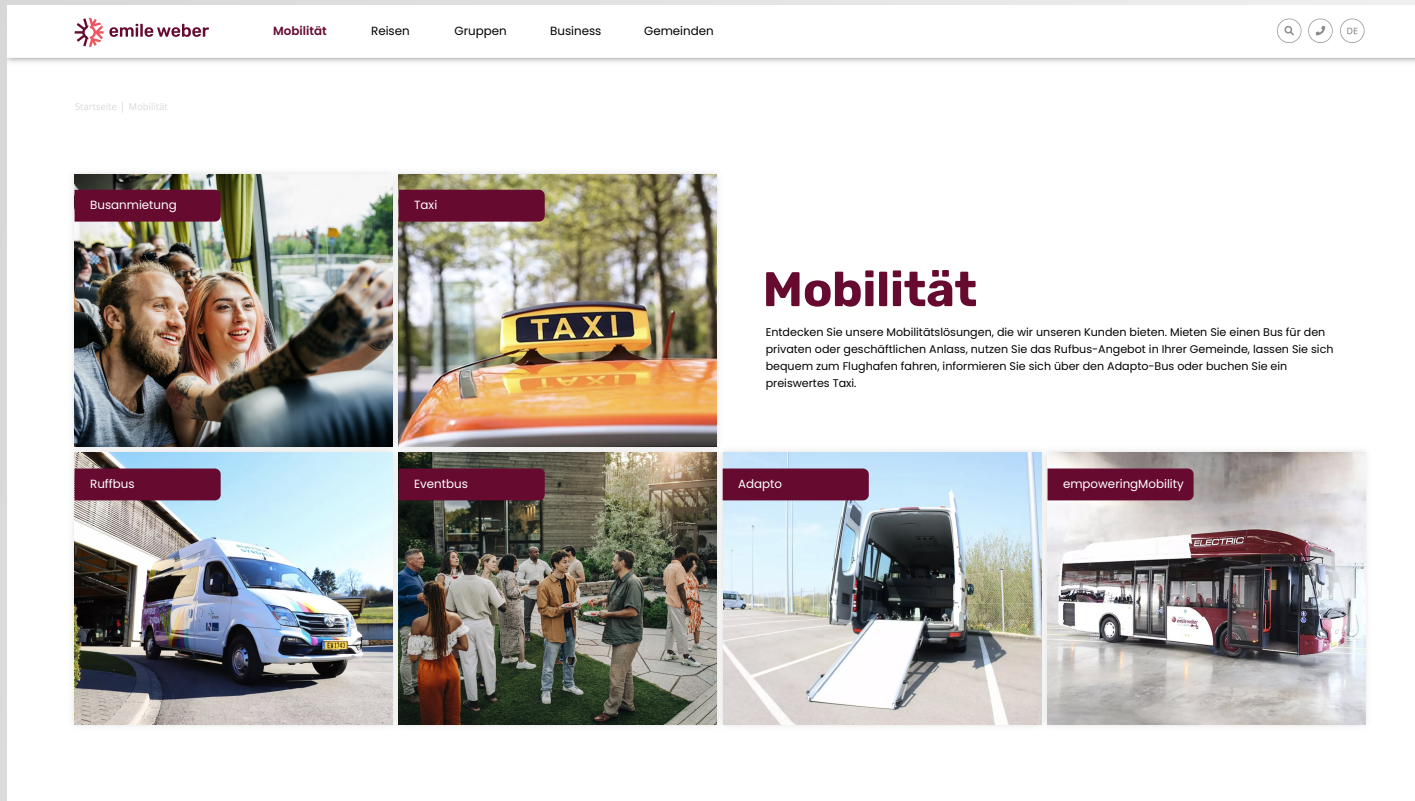 emile weber
Mobilität
Reisen
Gruppen
Business
Gemeinden
DE
Startseite | Mobilität
Busanmietung
Taxi
TAXI
Mobilität
Entdecken Sie unsere Mobilitätslösungen, die wir unseren Kunden bieten. Mieten Sie einen Bus für den
privaten oder geschäftlichen Anlass, nutzen Sie das Rufbus-Angebot in Ihrer Gemeinde, lassen Sie sich
bequem zum Flughafen fahren, informieren Sie sich über den Adapto-Bus oder buchen Sie ein
preiswertes Taxi.
Ruffbus
Eventbus
Adapto
empoweringMobility
ELECTRIC
emile weber